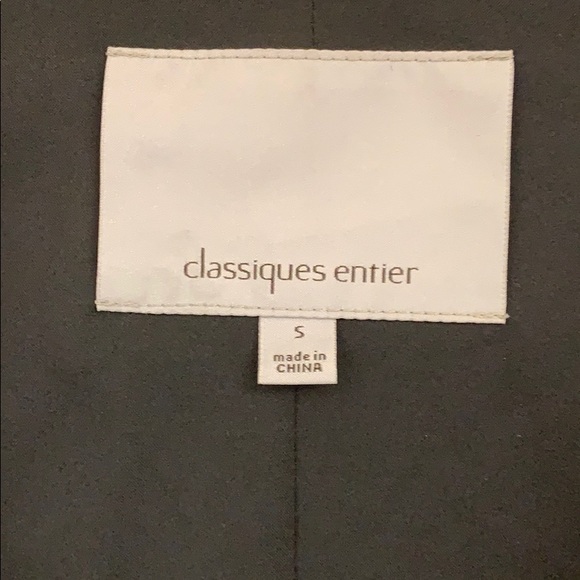 classiques entier
S
made in
CHINA